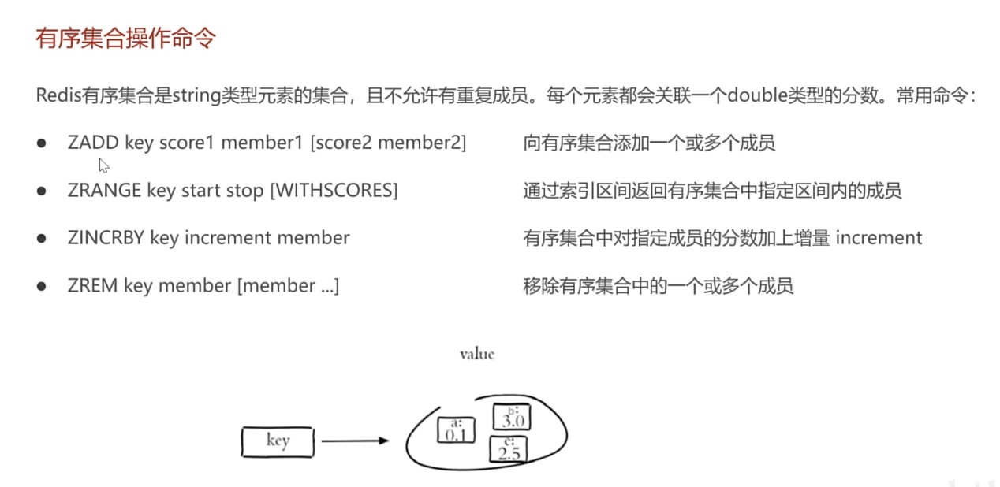 有序集合操作命令
Redis有序集合是string类型元素的集合，且不允许有重复成员。每个元素都会关联一个double类型的分数。常用命令：
● ZADD key score1 member1 [score2 member2] 向有序集合添加一个或多个成员
● ZRANGE key start stop [WITHSCORES] 通过索引区间返回有序集合中指定区间内的成员
● ZINCRBY key increment member 有序集合中对指定成员的分数加上增量 increment
● ZREM key member [member ...] 移除有序集合中的一个或多个成员
value
key
a:
0.1
b:
3.0
c:
2.5